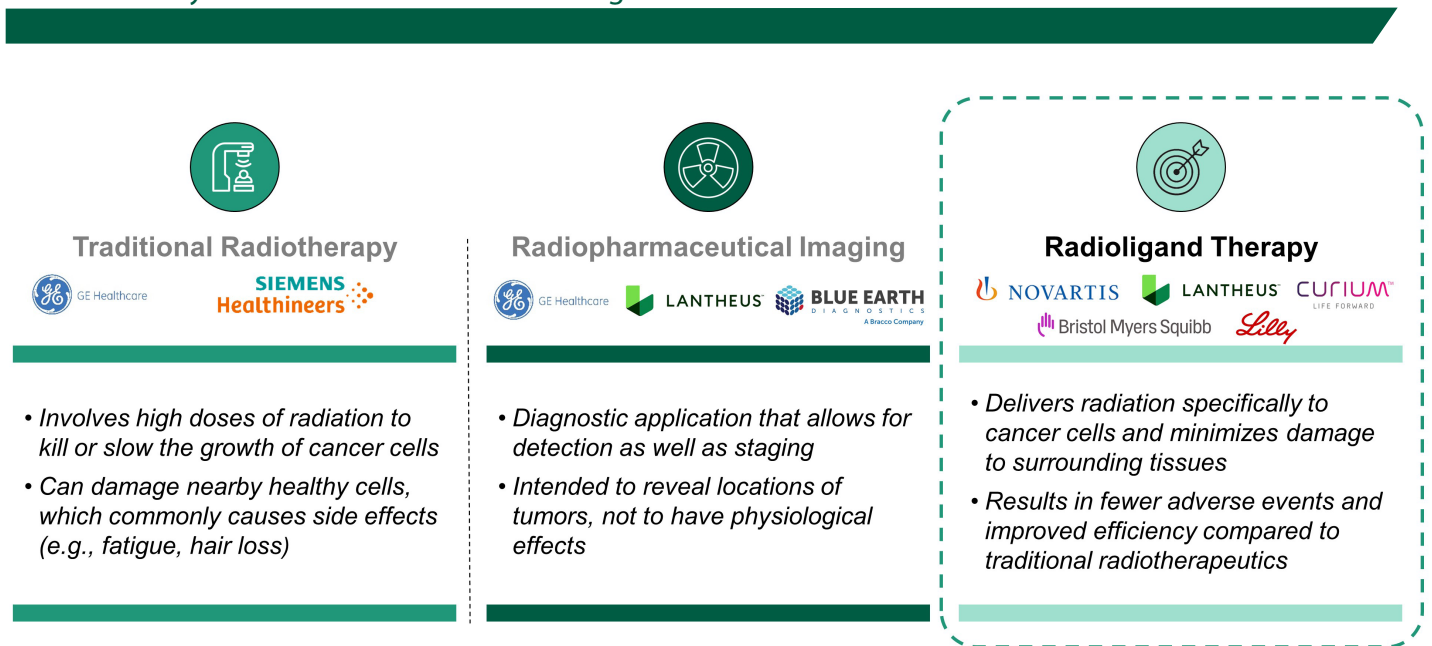 Traditional Radiotherapy
GE Healthcare
SIEMENS
Healthineers
• Involves high doses of radiation to
kill or slow the growth of cancer cells
• Can damage nearby healthy cells,
which commonly causes side effects
(e.g., fatigue, hair loss)
Radiopharmaceutical Imaging
GE Healthcare
LANTHEUS
BLUE EARTH
DIAGNOSTICS
A Bracco Company
• Diagnostic application that allows for
detection as well as staging
• Intended to reveal locations of
tumors, not to have physiological
effects
Radioligand Therapy
NOVARTIS
LANTHEUS
CURIUM™
LIFE FORWARD
Bristol Myers Squibb
Lilly
• Delivers radiation specifically to
cancer cells and minimizes damage
to surrounding tissues
• Results in fewer adverse events and
improved efficiency compared to
traditional radiotherapeutics